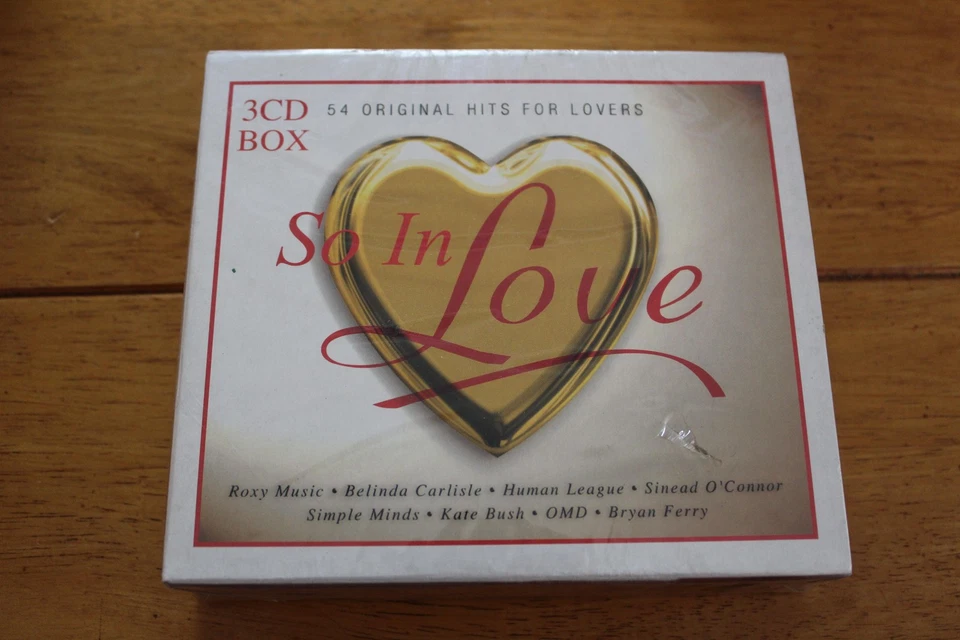 3CD
BOX
54 ORIGINAL HITS FOR LOVERS
So In Love
Roxy Music • Belinda Carlisle • Human League • Sinead O'Connor
Simple Minds • Kate Bush • OMD • Bryan Ferry